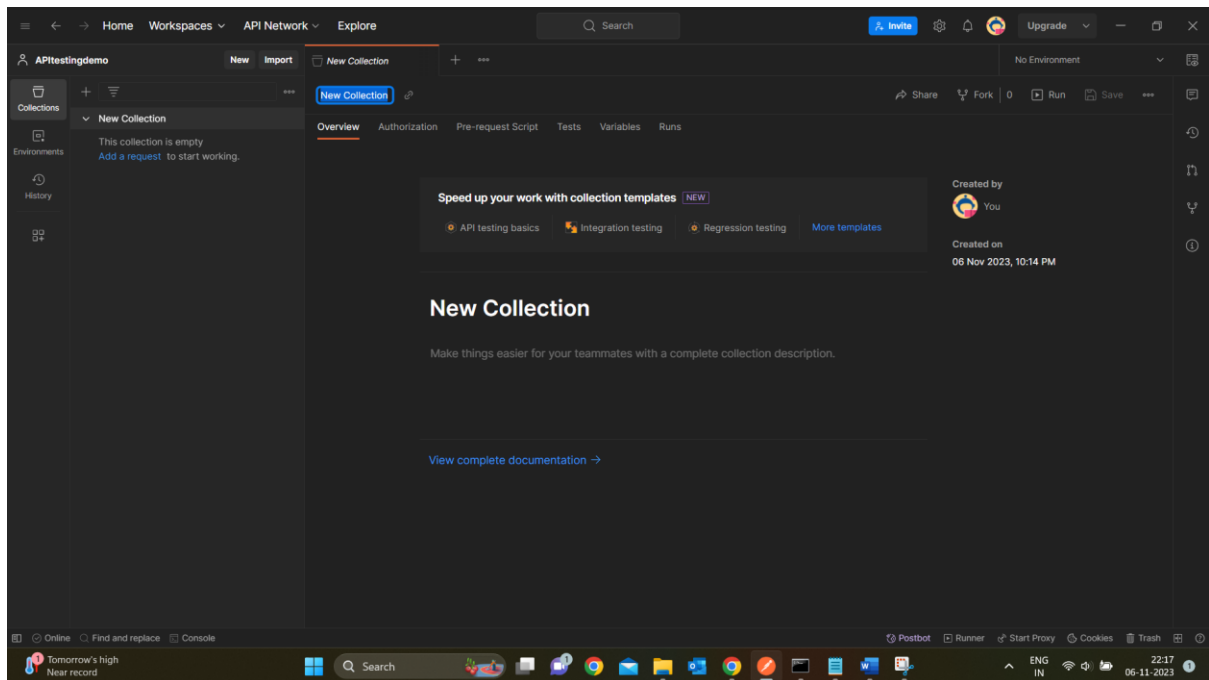 Home Workspaces API Network Explore Search Invite Upgrade
APItestingdemo New Import New Collection No Environment
Collections
New Collection Share Fork 0 Run Save
New Collection
Overview Authorization Pre-request Script Tests Variables Runs
This collection is empty
Add a request to start working.
Environments
History
Speed up your work with collection templates NEW
API testing basics Integration testing Regression testing More templates
Created by
You
Created on
06 Nov 2023, 10:14 PM
New Collection
Make things easier for your teammates with a complete collection description.
View complete documentation →
Online Find and replace Console Postbot Runner Start Proxy Cookies Trash
1 Tomorrow's high
Near record
Search
1
ENG
IN
22:17
06-11-2023
1